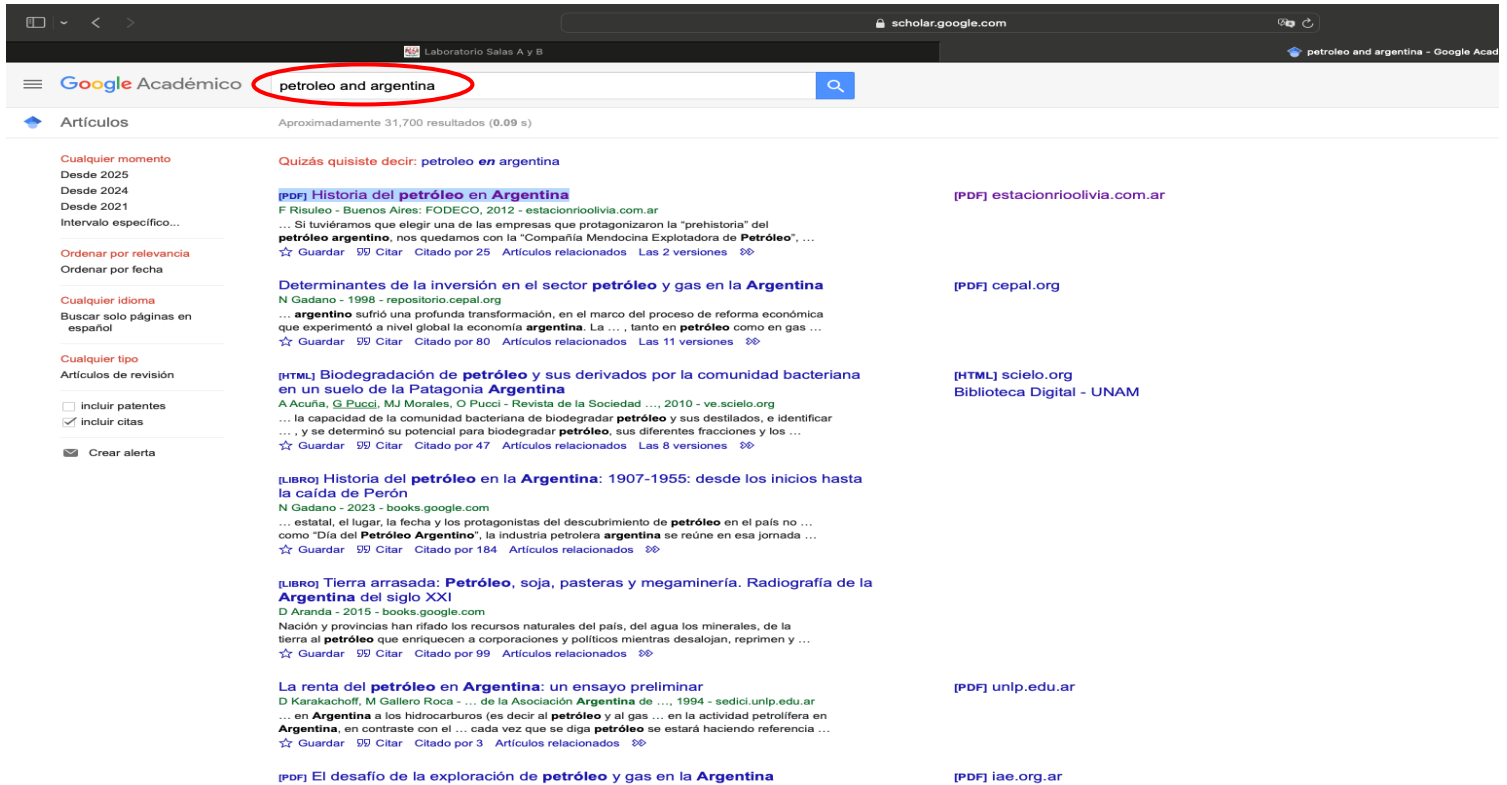 scholar.google.com
Laboratorio Salas A y B
petroleo and argentina - Google Acad
Google Académico
petroleo and argentina
Artículos
Aproximadamente 31,700 resultados (0.09 s)
Cualquier momento
Desde 2025
Desde 2024
Desde 2021
Intervalo específico...
Ordenar por relevancia
Ordenar por fecha
Cualquier idioma
Buscar solo páginas en
español
Cualquier tipo
Artículos de revisión
incluir patentes
incluir citas
Crear alerta
Quizás quisiste decir: petroleo en argentina
[PDF] Historia del petróleo en Argentina
[PDF] estacionrioolivia.com.ar
F Risuleo - Buenos Aires: FODECO, 2012 - estacionrioolivia.com.ar
… Si tuviéramos que elegir una de las empresas que protagonizaron la “prehistoria” del
petróleo argentino, nos quedamos con la “Compañía Mendocina Explotadora de Petróleo”, …
Guardar Citar Citado por 25 Artículos relacionados Las 2 versiones
Determinantes de la inversión en el sector petróleo y gas en la Argentina
[PDF] cepal.org
N Gadano - 1998 - repositorio.cepal.org
… argentino sufrió una profunda transformación, en el marco del proceso de reforma económica
que experimentó a nivel global la economía argentina. La … , tanto en petróleo como en gas …
Guardar Citar Citado por 80 Artículos relacionados Las 11 versiones
[HTML] Biodegradación de petróleo y sus derivados por la comunidad bacteriana
en un suelo de la Patagonia Argentina
[HTML] scielo.org
Biblioteca Digital - UNAM
A Acuña, G Pucci, MJ Morales, O Pucci - Revista de la Sociedad …, 2010 - ve.scielo.org
… la capacidad de la comunidad bacteriana de biodegradar petróleo y sus destilados, e identificar
… , y se determinó su potencial para biodegradar petróleo, sus diferentes fracciones y los …
Guardar Citar Citado por 47 Artículos relacionados Las 8 versiones
[LIBRO] Historia del petróleo en la Argentina: 1907-1955: desde los inicios hasta
la caída de Perón
N Gadano - 2023 - books.google.com
… estatal, el lugar, la fecha y los protagonistas del descubrimiento de petróleo en el país no …
como “Día del Petróleo Argentino”, la industria petrolera argentina se reúne en esa jornada …
Guardar Citar Citado por 184 Artículos relacionados
[LIBRO] Tierra arrasada: Petróleo, soja, pasteras y megaminería. Radiografía de la
Argentina del siglo XXI
D Aranda - 2015 - books.google.com
Nación y provincias han rifado los recursos naturales del país, del agua los minerales, de la
tierra al petróleo que enriquecen a corporaciones y políticos mientras desalojan, reprimen y …
Guardar Citar Citado por 99 Artículos relacionados
La renta del petróleo en Argentina: un ensayo preliminar
[PDF] unlp.edu.ar
D Karakachoff, M Gallero Roca - … de la Asociación Argentina de …, 1994 - sedici.unlp.edu.ar
… en Argentina a los hidrocarburos (es decir al petróleo y al gas … en la actividad petrolífera en
Argentina, en contraste con el … cada vez que se diga petróleo se estará haciendo referencia …
Guardar Citar Citado por 3 Artículos relacionados
[PDF] El desafío de la exploración de petróleo y gas en la Argentina
[PDF] iae.org.ar